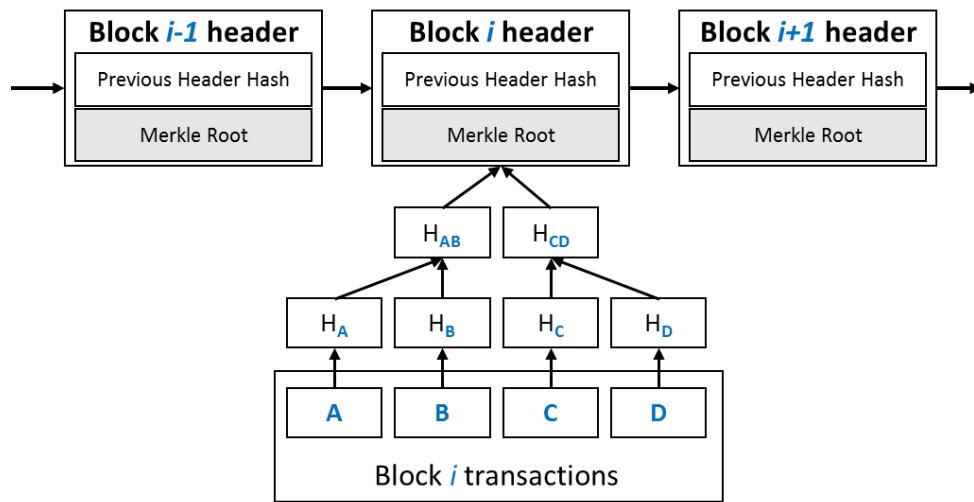 Block i-1 header
Previous Header Hash
Merkle Root
Block i header
Previous Header Hash
Merkle Root
Block i+1 header
Previous Header Hash
Merkle Root
HAB
HCD
HA
HB
HC
HD
A
B
C
D
Block i transactions